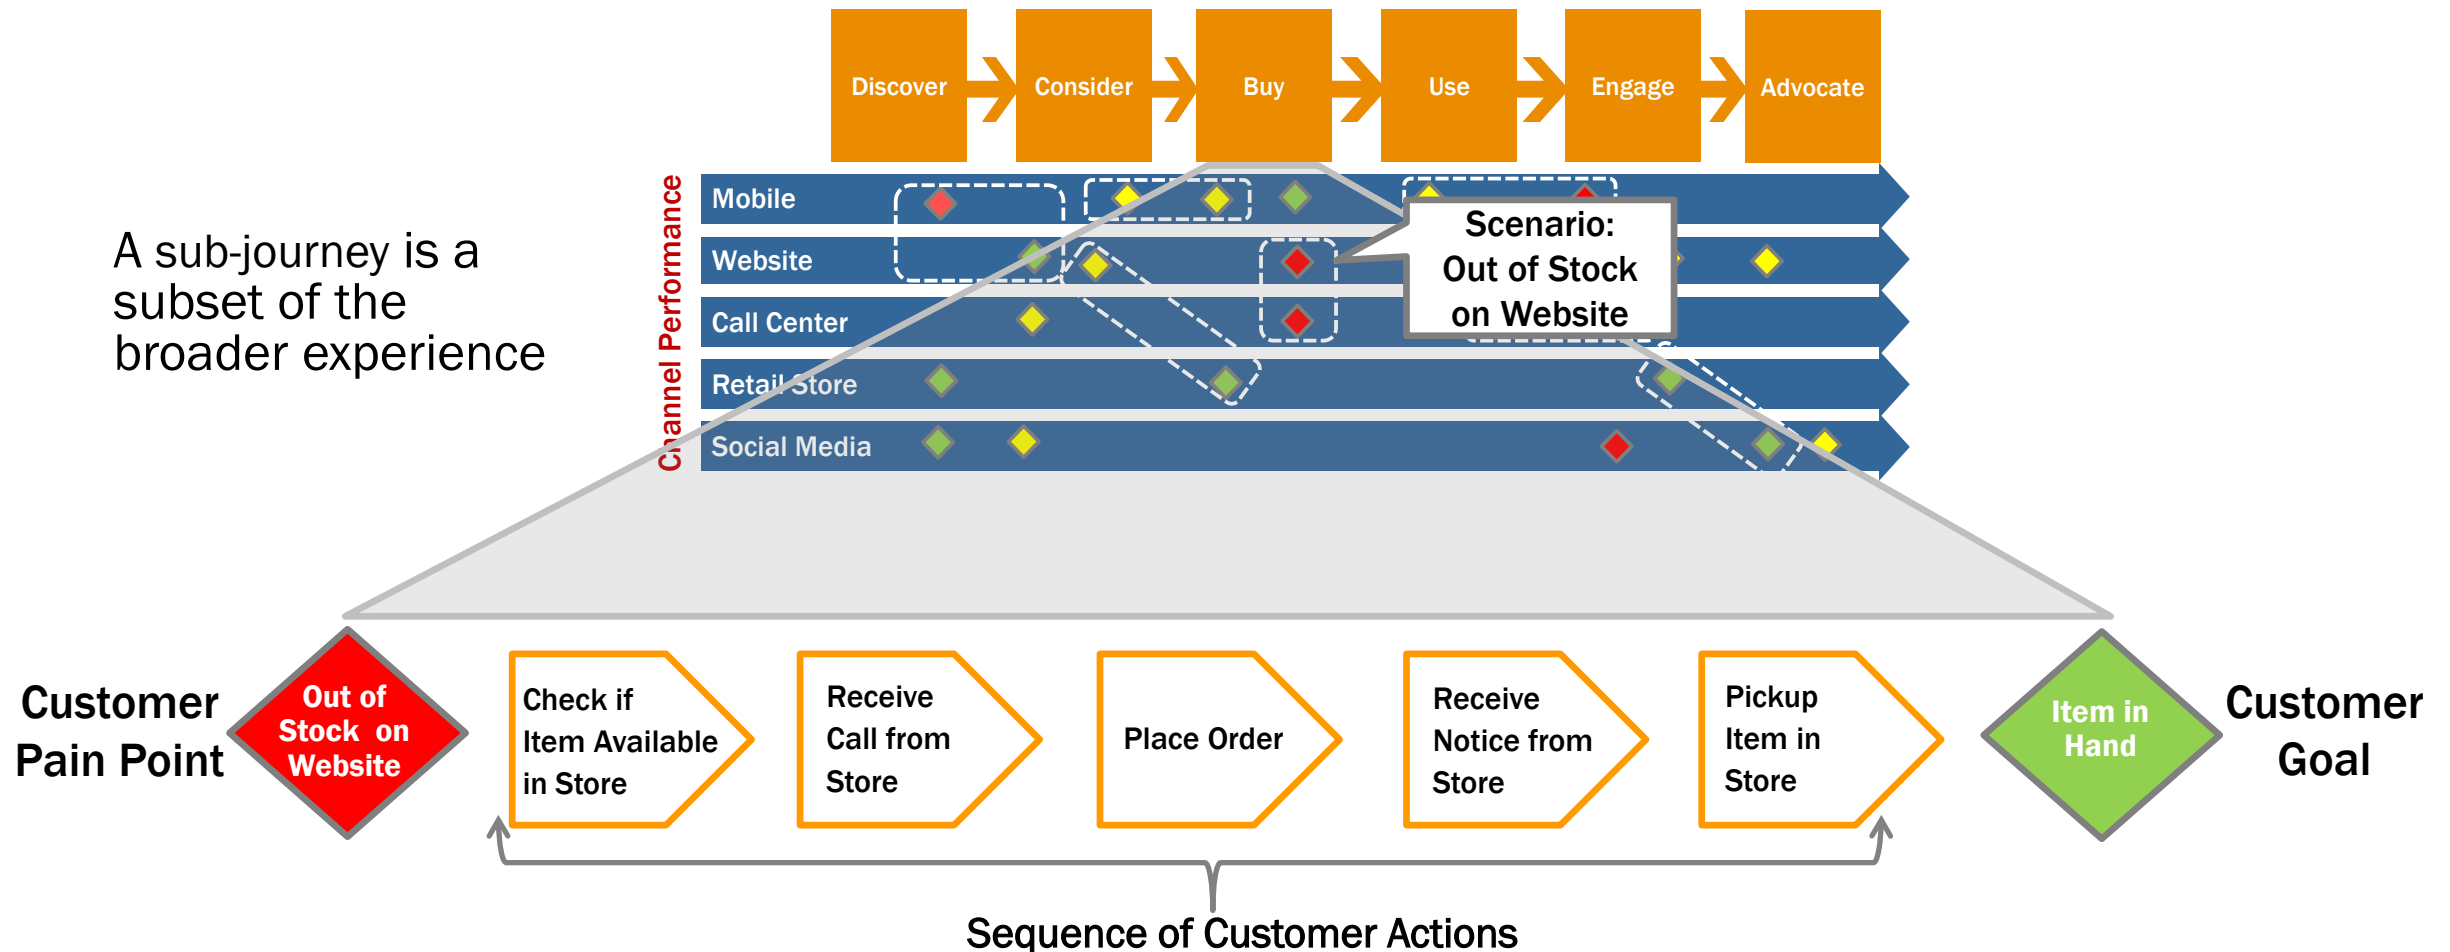 Discover
Consider
Buy
Use
Engage
Advocate
Channel Performance
Mobile
Website
Call Center
Retail Store
Social Media
Scenario:
Out of Stock
on Website
A sub-journey is a
subset of the
broader experience
Customer
Pain Point
Out of
Stock on
Website
Check if
Item Available
in Store
Receive
Call from
Store
Place Order
Receive
Notice from
Store
Pickup
Item in
Store
Item in
Hand
Customer
Goal
Sequence of Customer Actions